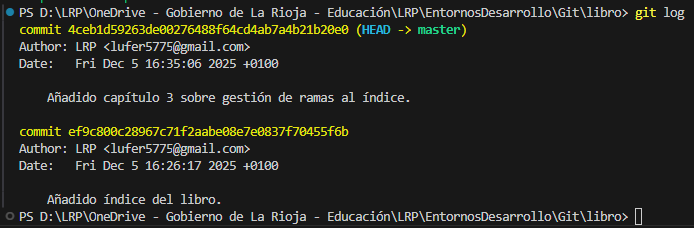 PS D:\LRP\OneDrive - Gobierno de La Rioja - Educación\LRP\EntornosDesarrollo\Git\libro> git log
commit 4ceb1d59263de00276488f64cd4ab7a4b21b20e0 (HEAD -> master)
Author: LRP <lufer5775@gmail.com>
Date:   Fri Dec 5 16:35:06 2025 +0100
    Añadido capítulo 3 sobre gestión de ramas al índice.
commit ef9c800c28967c71f2aabe08e7e0837f70455f6b
Author: LRP <lufer5775@gmail.com>
Date:   Fri Dec 5 16:26:17 2025 +0100
    Añadido índice del libro.
PS D:\LRP\OneDrive - Gobierno de La Rioja - Educación\LRP\EntornosDesarrollo\Git\libro>